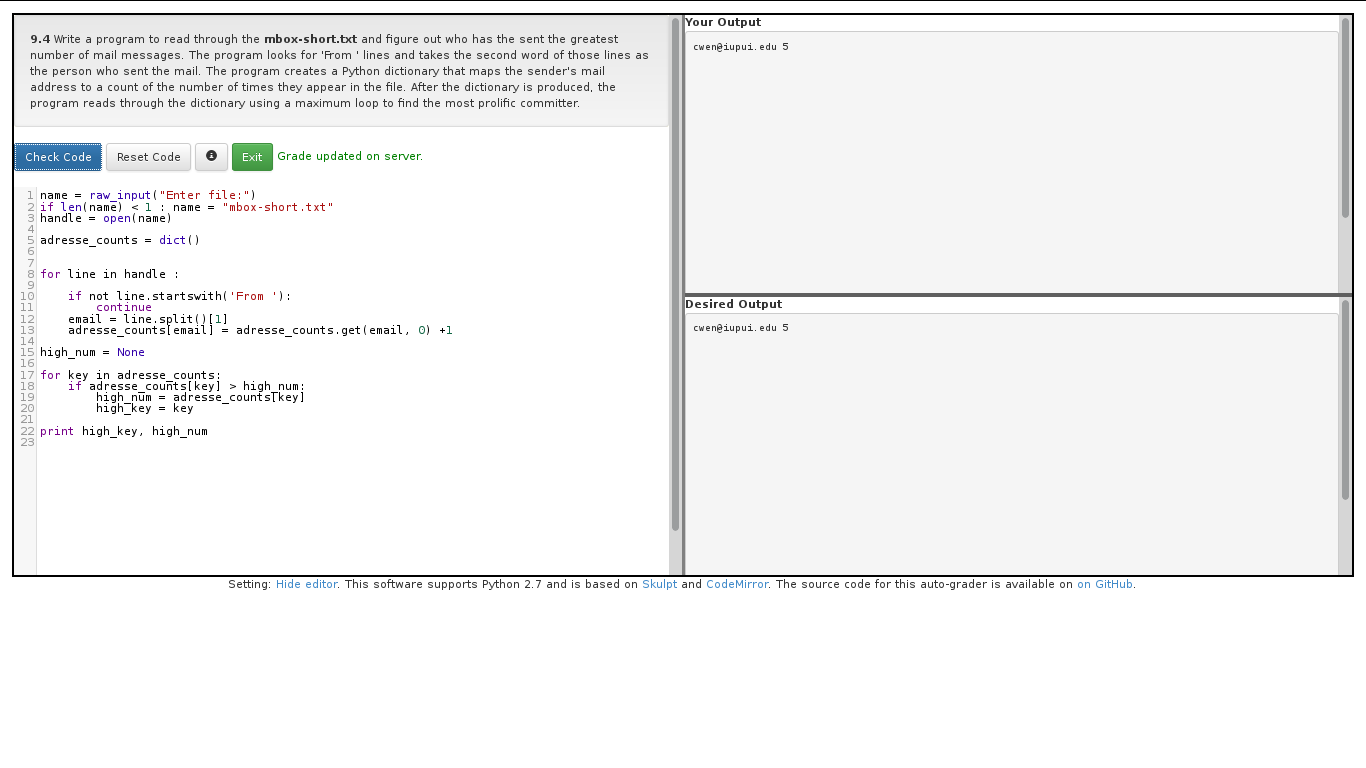 9.4 Write a program to read through the mbox-short.txt and figure out who has the sent the greatest
number of mail messages. The program looks for 'From ' lines and takes the second word of those lines as
the person who sent the mail. The program creates a Python dictionary that maps the sender's mail
address to a count of the number of times they appear in the file. After the dictionary is produced, the
program reads through the dictionary using a maximum loop to find the most prolific committer.
Check Code Reset Code Exit Grade updated on server.
1 name = raw_input("Enter file:")
2 if len(name) < 1 : name = "mbox-short.txt"
3 handle = open(name)
4
5 adresse_counts = dict()
6
7
8 for line in handle :
9
10     if not line.startswith('From '):
11         continue
12     email = line.split()[1]
13     adresse_counts[email] = adresse_counts.get(email, 0) +1
14
15 high_num = None
16
17 for key in adresse_counts:
18     if adresse_counts[key] > high_num:
19         high_num = adresse_counts[key]
20         high_key = key
21
22 print high_key, high_num
23
Your Output
cwen@iupui.edu 5
Desired Output
cwen@iupui.edu 5
Setting: Hide editor. This software supports Python 2.7 and is based on Skulpt and CodeMirror. The source code for this auto-grader is available on on GitHub.